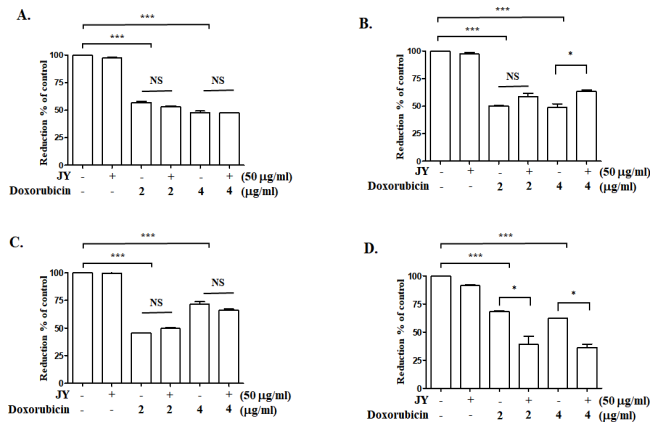 A.
***
***
NS
NS
Reduction % of control
100
75
50
25
0
JY - + - + - + (50 μg/ml)
Doxorubicin - - 2 2 4 4 (μg/ml)
B.
***
***
*
NS
Reduction % of control
100
75
50
25
0
JY - + - + - + (50 μg/ml)
Doxorubicin - - 2 2 4 4 (μg/ml)
C.
***
***
NS
NS
Reduction % of control
100
75
50
25
0
JY - + - + - + (50 μg/ml)
Doxorubicin - - 2 2 4 4 (μg/ml)
D.
***
***
*
*
Reduction % of control
100
75
50
25
0
JY - + - + - + (50 μg/ml)
Doxorubicin - - 2 2 4 4 (μg/ml)